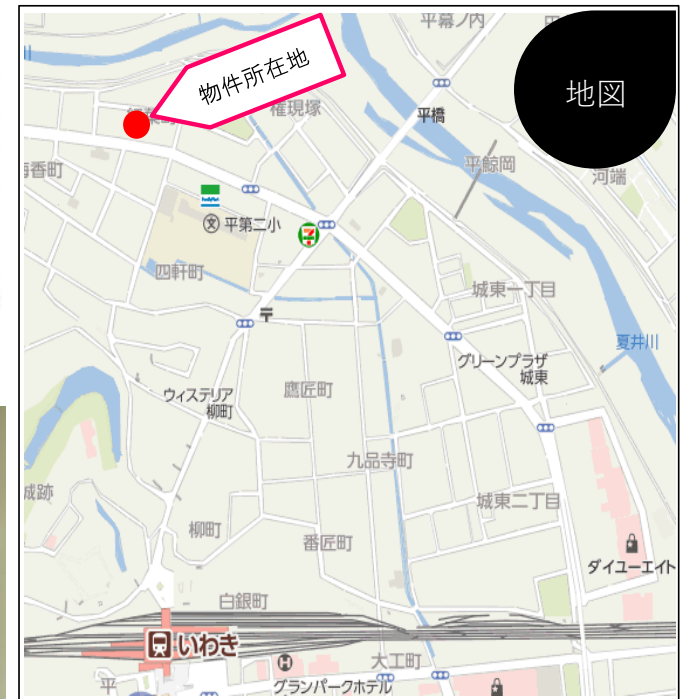 平幕ノ内
地図
物件所在地
権現塚
平橋
平鯨岡
河端
梅香町
平第二小
四軒町
城東一丁目
夏井川
グリーンプラザ
城東
ウィステリア
柳町
鷹匠町
九品寺町
城跡
城東二丁目
柳町
番匠町
ダイユーエイト
白銀町
いわき
大工町
平
グランパークホテル